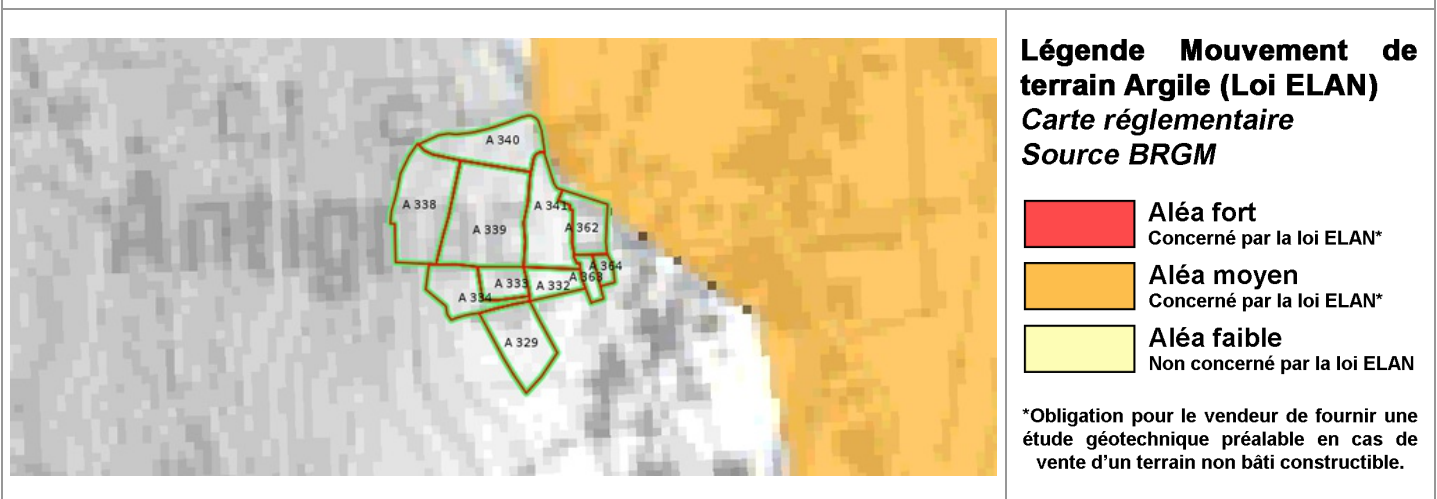 A 340
A 338
A 341
A 339
A 362
A 364
A 363
A 333
A 332
A 334
A 329
Légende Mouvement de
terrain Argile (Loi ELAN)
Carte réglementaire
Source BRGM
Aléa fort
Concerné par la loi ELAN*
Aléa moyen
Concerné par la loi ELAN*
Aléa faible
Non concerné par la loi ELAN
*Obligation pour le vendeur de fournir une
étude géotechnique préalable en cas de
vente d'un terrain non bâti constructible.